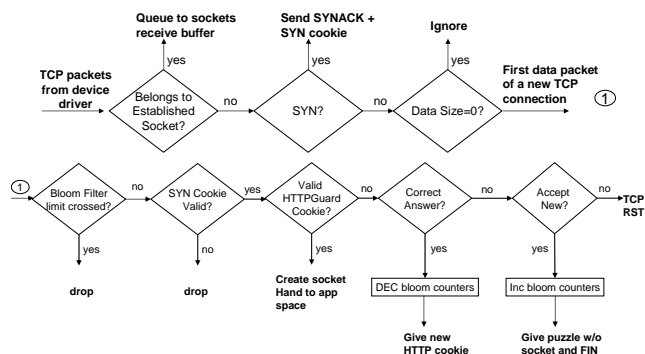 Queue to sockets
receive buffer
Send SYNACK +
SYN cookie
Ignore
yes
yes
yes
TCP packets
from device
driver
Belongs to
Established
Socket?
no
SYN?
no
Data Size=0?
First data packet
of a new TCP
connection
1
1
Bloom Filter
limit crossed?
no
SYN Cookie
Valid?
yes
Valid
HTTPGuard
Cookie?
no
Correct
Answer?
no
Accept
New?
no
TCP
RST
yes
no
yes
yes
yes
drop
drop
Create socket
Hand to app
space
DEC bloom counters
Inc bloom counters
Give new
HTTP cookie
Give puzzle w/o
socket and FIN